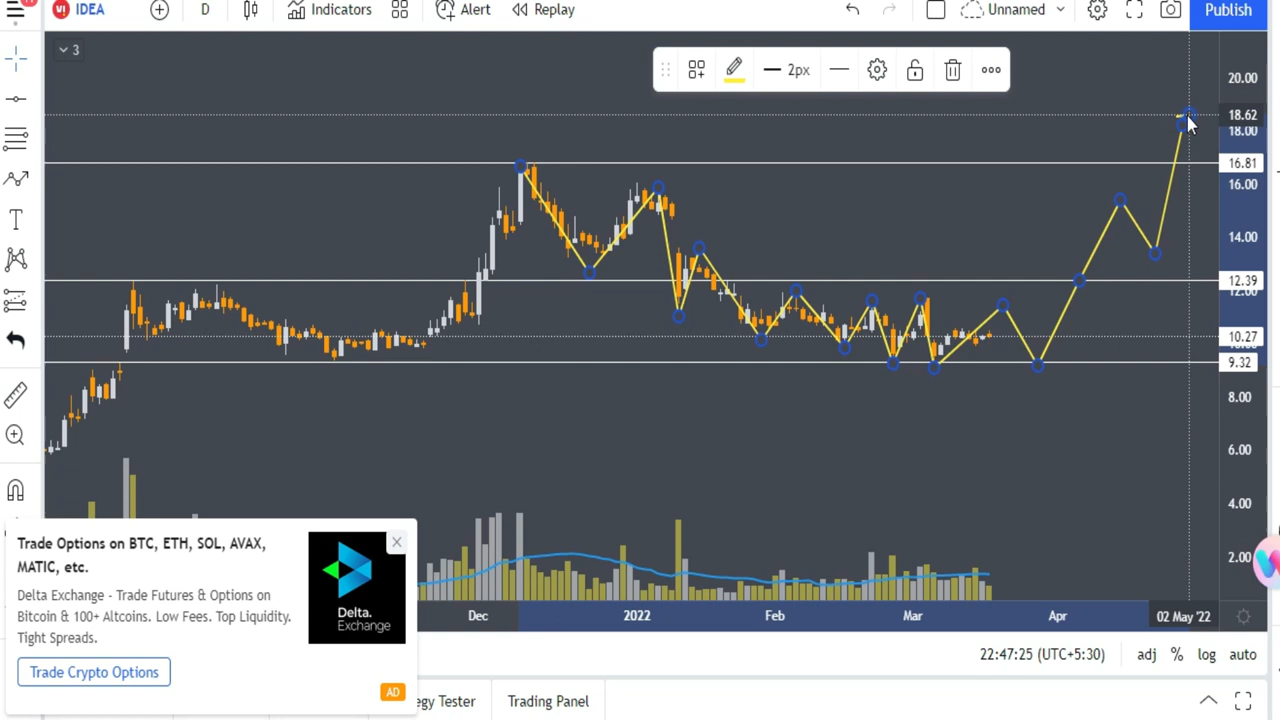 IDEA D Indicators Alert Replay Unnamed Publish
3
2px
20.00
18.62
18.00
16.81
16.00
14.00
12.39
12.00
10.27
9.32
8.00
6.00
4.00
2.00
Trade Options on BTC, ETH, SOL, AVAX,
MATIC, etc.
Delta Exchange - Trade Futures & Options on
Bitcoin & 100+ Altcoins. Low Fees. Top Liquidity.
Tight Spreads.
Trade Crypto Options
Delta.
Exchange
AD
Dec 2022 Feb Mar Apr 02 May '22
22:47:25 (UTC+5:30) adj % log auto
egy Tester Trading Panel